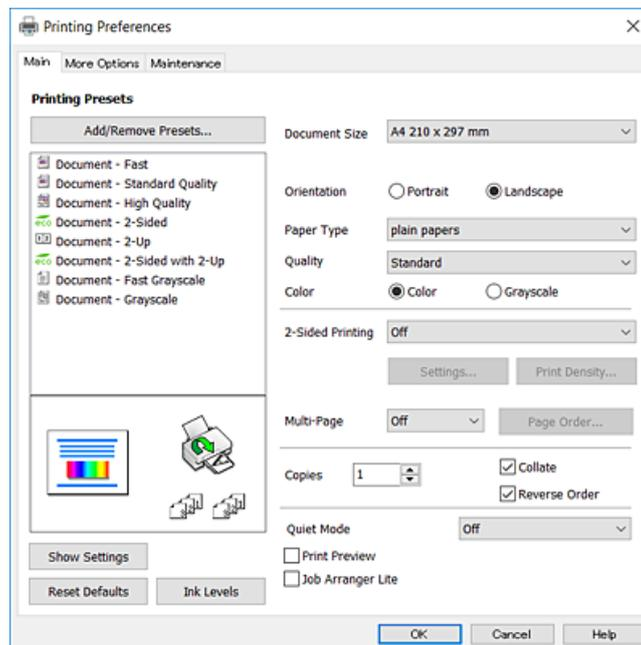 Printing Preferences
Main More Options Maintenance
Printing Presets
Add/Remove Presets...
Document - Fast
Document - Standard Quality
Document - High Quality
eco Document - 2-Sided
Document - 2-Up
eco Document - 2-Sided with 2-Up
Document - Fast Grayscale
Document - Grayscale
Show Settings
Reset Defaults Ink Levels
Document Size A4 210 x 297 mm
Orientation Portrait Landscape
Paper Type plain papers
Quality Standard
Color Color Grayscale
2-Sided Printing Off
Settings... Print Density...
Multi-Page Off Page Order...
Copies 1 Collate
Reverse Order
Quiet Mode Off
Print Preview
Job Arranger Lite
OK Cancel Help